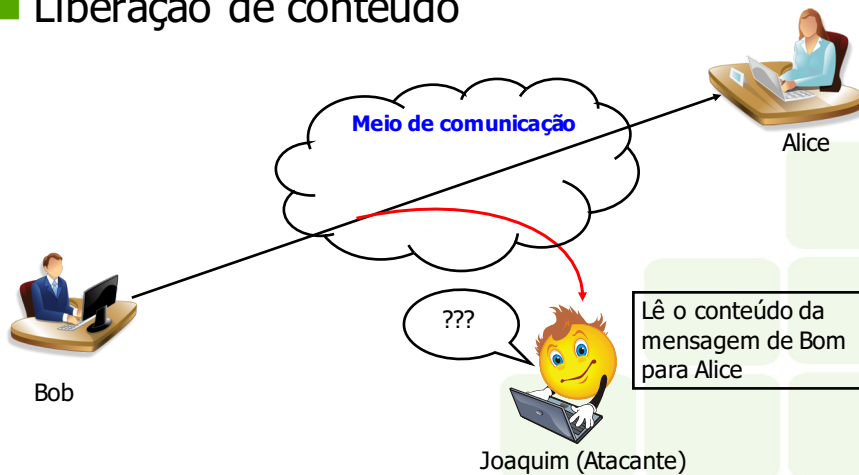 Liberação de conteúdo
Meio de comunicação
Alice
???
Lê o conteúdo da
mensagem de Bom
para Alice
Bob
Joaquim (Atacante)